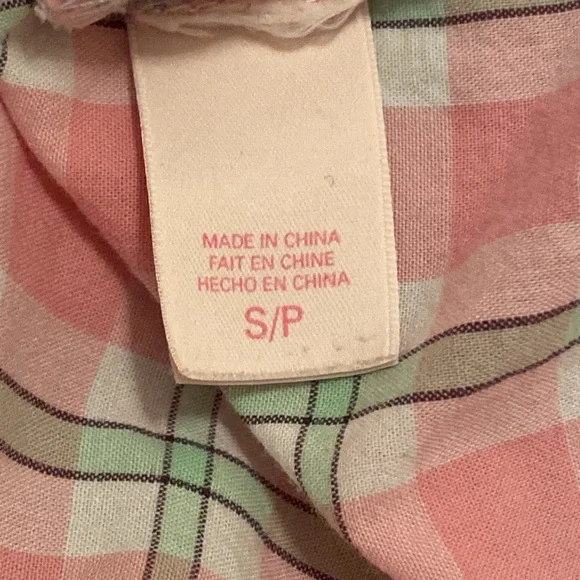 MADE IN CHINA
FAIT EN CHINE
HECHO EN CHINA
S/P